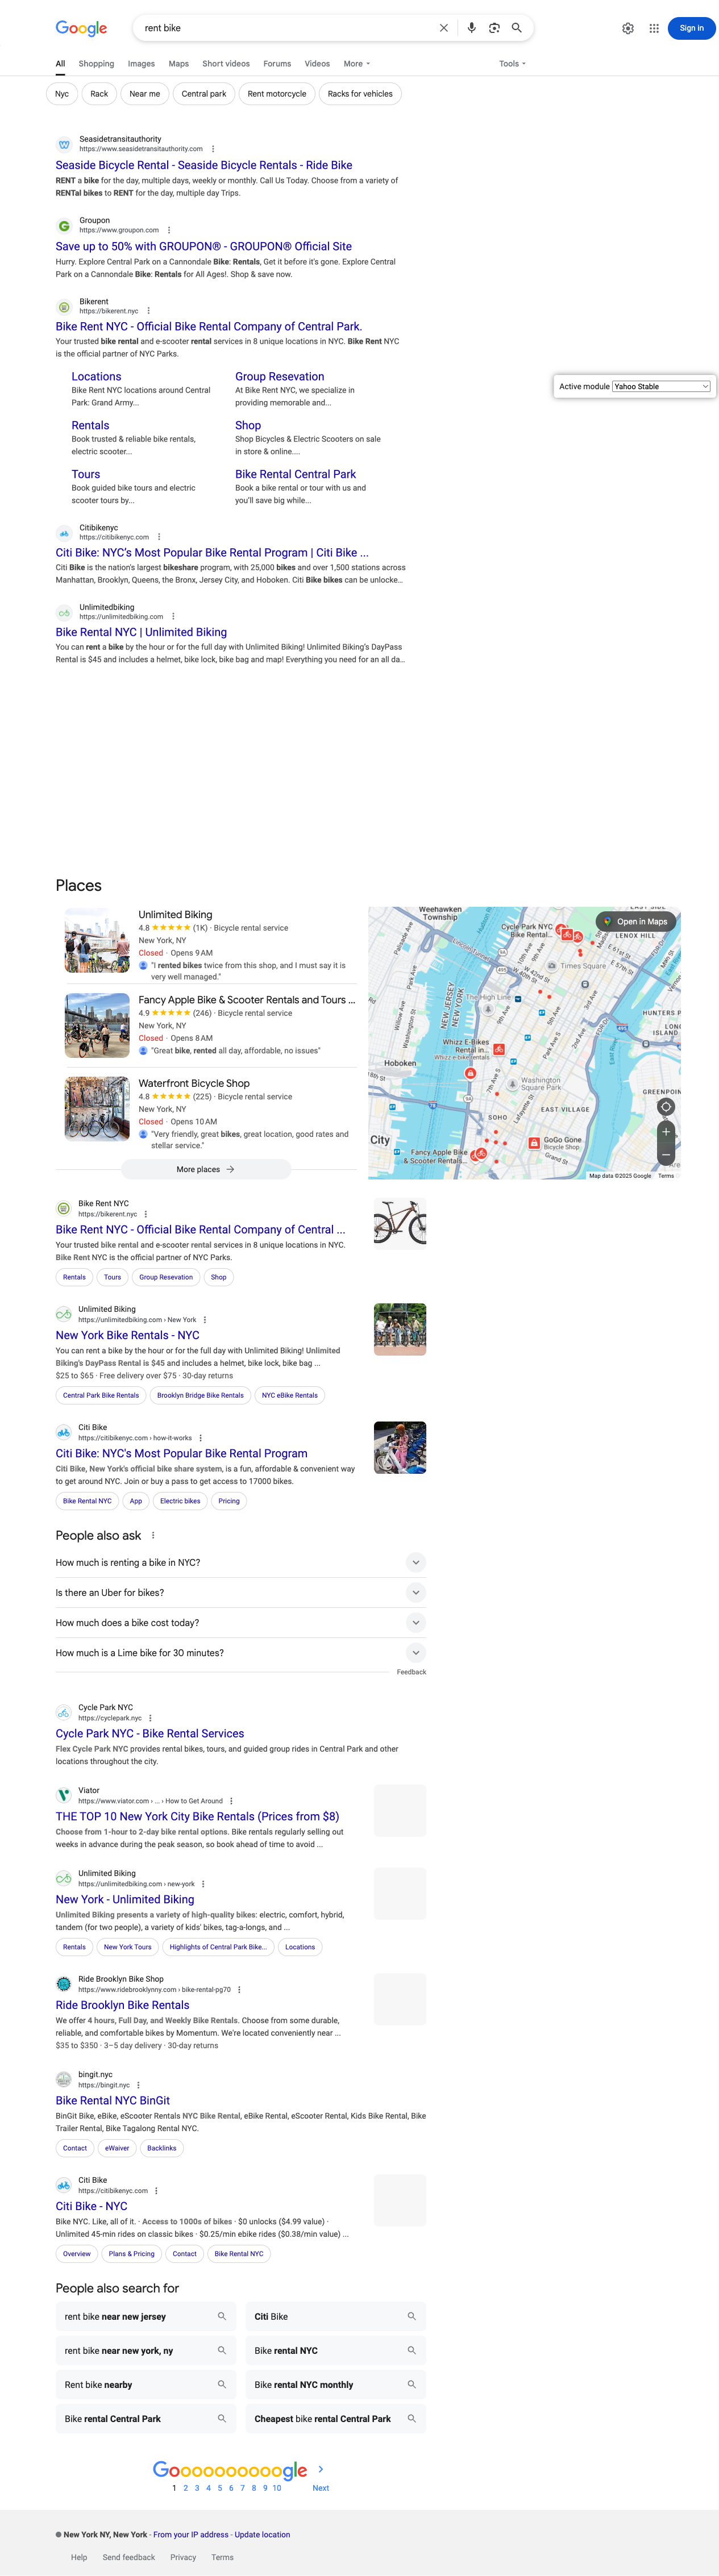 Google
rent bike
Sign in
All Shopping Images Maps Short videos Forums Videos More Tools
Nyc Rack Near me Central park Rent motorcycle Racks for vehicles
Seasidetransitauthority
https://www.seasidetransitauthority.com
Seaside Bicycle Rental - Seaside Bicycle Rentals - Ride Bike
RENT a bike for the day, multiple days, weekly or monthly. Call Us Today. Choose from a variety of
RENTal bikes to RENT for the day, multiple day Trips.
Groupon
https://www.groupon.com
Save up to 50% with GROUPON® - GROUPON® Official Site
Hurry. Explore Central Park on a Cannondale Bike: Rentals, Get it before it's gone. Explore Central
Park on a Cannondale Bike: Rentals for All Ages!. Shop & save now.
Bikerent
https://bikerent.nyc
Bike Rent NYC - Official Bike Rental Company of Central Park.
Your trusted bike rental and e-scooter rental services in 8 unique locations in NYC. Bike Rent NYC
is the official partner of NYC Parks.
Locations
Bike Rent NYC locations around Central
Park: Grand Army...
Group Resevation
At Bike Rent NYC, we specialize in
providing memorable and...
Active module Yahoo Stable
Rentals
Book trusted & reliable bike rentals,
electric scooter...
Shop
Shop Bicycles & Electric Scooters on sale
in store & online....
Tours
Book guided bike tours and electric
scooter tours by...
Bike Rental Central Park
Book a bike rental or tour with us and
you'll save big while...
Citibikenyc
https://citibikenyc.com
Citi Bike: NYC's Most Popular Bike Rental Program | Citi Bike ...
Citi Bike is the nation's largest bikeshare program, with 25,000 bikes and over 1,500 stations across
Manhattan, Brooklyn, Queens, the Bronx, Jersey City, and Hoboken. Citi Bike bikes can be unlocke...
Unlimitedbiking
https://unlimitedbiking.com
Bike Rental NYC | Unlimited Biking
You can rent a bike by the hour or for the full day with Unlimited Biking! Unlimited Biking's DayPass
Rental is $45 and includes a helmet, bike lock, bike bag and map! Everything you need for an all da...
Places
Unlimited Biking
4.8 (1K) · Bicycle rental service
New York, NY
Closed · Opens 9 AM
"I rented bikes twice from this shop, and I must say it is
very well managed."
Fancy Apple Bike & Scooter Rentals and Tours ...
4.9 (246) · Bicycle rental service
New York, NY
Closed · Opens 8 AM
"Great bike, rented all day, affordable, no issues"
Waterfront Bicycle Shop
4.8 (225) · Bicycle rental service
New York, NY
Closed · Opens 10 AM
"Very friendly, great bikes, great location, good rates and
stellar service."
More places
Weehawken
Township
Cycle Park NYC
Bike Rental...
Open in Maps
LENOX HILL
E 57th St
Times Square
The High Line
NEW JERSEY
NEW YORK
HUNTERS P
LONG
ISLAND
Whizz E-Bikes
Rental in...
Whizz e-bike rentals
Hoboken
Washington
Square Park
GREENPOIN
SOHO
EAST VILLAGE
City
GoGo Gone
Bicycle Shop
Fancy Apple Bike
& Scooter Rentals...
Map data ©2025 Google Terms
Bike Rent NYC
https://bikerent.nyc
Bike Rent NYC - Official Bike Rental Company of Central ...
Your trusted bike rental and e-scooter rental services in 8 unique locations in NYC.
Bike Rent NYC is the official partner of NYC Parks.
Rentals Tours Group Resevation Shop
Unlimited Biking
https://unlimitedbiking.com › New York
New York Bike Rentals - NYC
You can rent a bike by the hour or for the full day with Unlimited Biking! Unlimited
Biking's DayPass Rental is $45 and includes a helmet, bike lock, bike bag ...
$25 to $65 · Free delivery over $75 · 30-day returns
Central Park Bike Rentals Brooklyn Bridge Bike Rentals NYC eBike Rentals
Citi Bike
https://citibikenyc.com › how-it-works
Citi Bike: NYC's Most Popular Bike Rental Program
Citi Bike, New York's official bike share system, is a fun, affordable & convenient way
to get around NYC. Join or buy a pass to get access to 17000 bikes.
Bike Rental NYC App Electric bikes Pricing
People also ask
How much is renting a bike in NYC?
Is there an Uber for bikes?
How much does a bike cost today?
How much is a Lime bike for 30 minutes?
Feedback
Cycle Park NYC
https://cyclepark.nyc
Cycle Park NYC - Bike Rental Services
Flex Cycle Park NYC provides rental bikes, tours, and guided group rides in Central Park and other
locations throughout the city.
Viator
https://www.viator.com › ... › How to Get Around
THE TOP 10 New York City Bike Rentals (Prices from $8)
Choose from 1-hour to 2-day bike rental options. Bike rentals regularly selling out
weeks in advance during the peak season, so book ahead of time to avoid ...
Unlimited Biking
https://unlimitedbiking.com › new-york
New York - Unlimited Biking
Unlimited Biking presents a variety of high-quality bikes: electric, comfort, hybrid,
tandem (for two people), a variety of kids' bikes, tag-a-longs, and ...
Rentals New York Tours Highlights of Central Park Bike... Locations
Ride Brooklyn Bike Shop
https://www.ridebrooklynny.com › bike-rental-pg70
Ride Brooklyn Bike Rentals
We offer 4 hours, Full Day, and Weekly Bike Rentals. Choose from some durable,
reliable, and comfortable bikes by Momentum. We're located conveniently near ...
$35 to $350 · 3–5 day delivery · 30-day returns
bingit.nyc
https://bingit.nyc
Bike Rental NYC BinGit
BinGit Bike, eBike, eScooter Rentals NYC Bike Rental, eBike Rental, eScooter Rental, Kids Bike Rental, Bike
Trailer Rental, Bike Tagalong Rental NYC.
Contact eWaiver Backlinks
Citi Bike
https://citibikenyc.com
Citi Bike - NYC
Bike NYC. Like, all of it. · Access to 1000s of bikes · $0 unlocks ($4.99 value) ·
Unlimited 45-min rides on classic bikes · $0.25/min ebike rides ($0.38/min value) ...
Overview Plans & Pricing Contact Bike Rental NYC
People also search for
rent bike near new jersey
Citi Bike
rent bike near new york, ny
Bike rental NYC
Rent bike nearby
Bike rental NYC monthly
Bike rental Central Park
Cheapest bike rental Central Park
Goooooooooogle
1 2 3 4 5 6 7 8 9 10 Next
New York NY, New York - From your IP address - Update location
Help Send feedback Privacy Terms